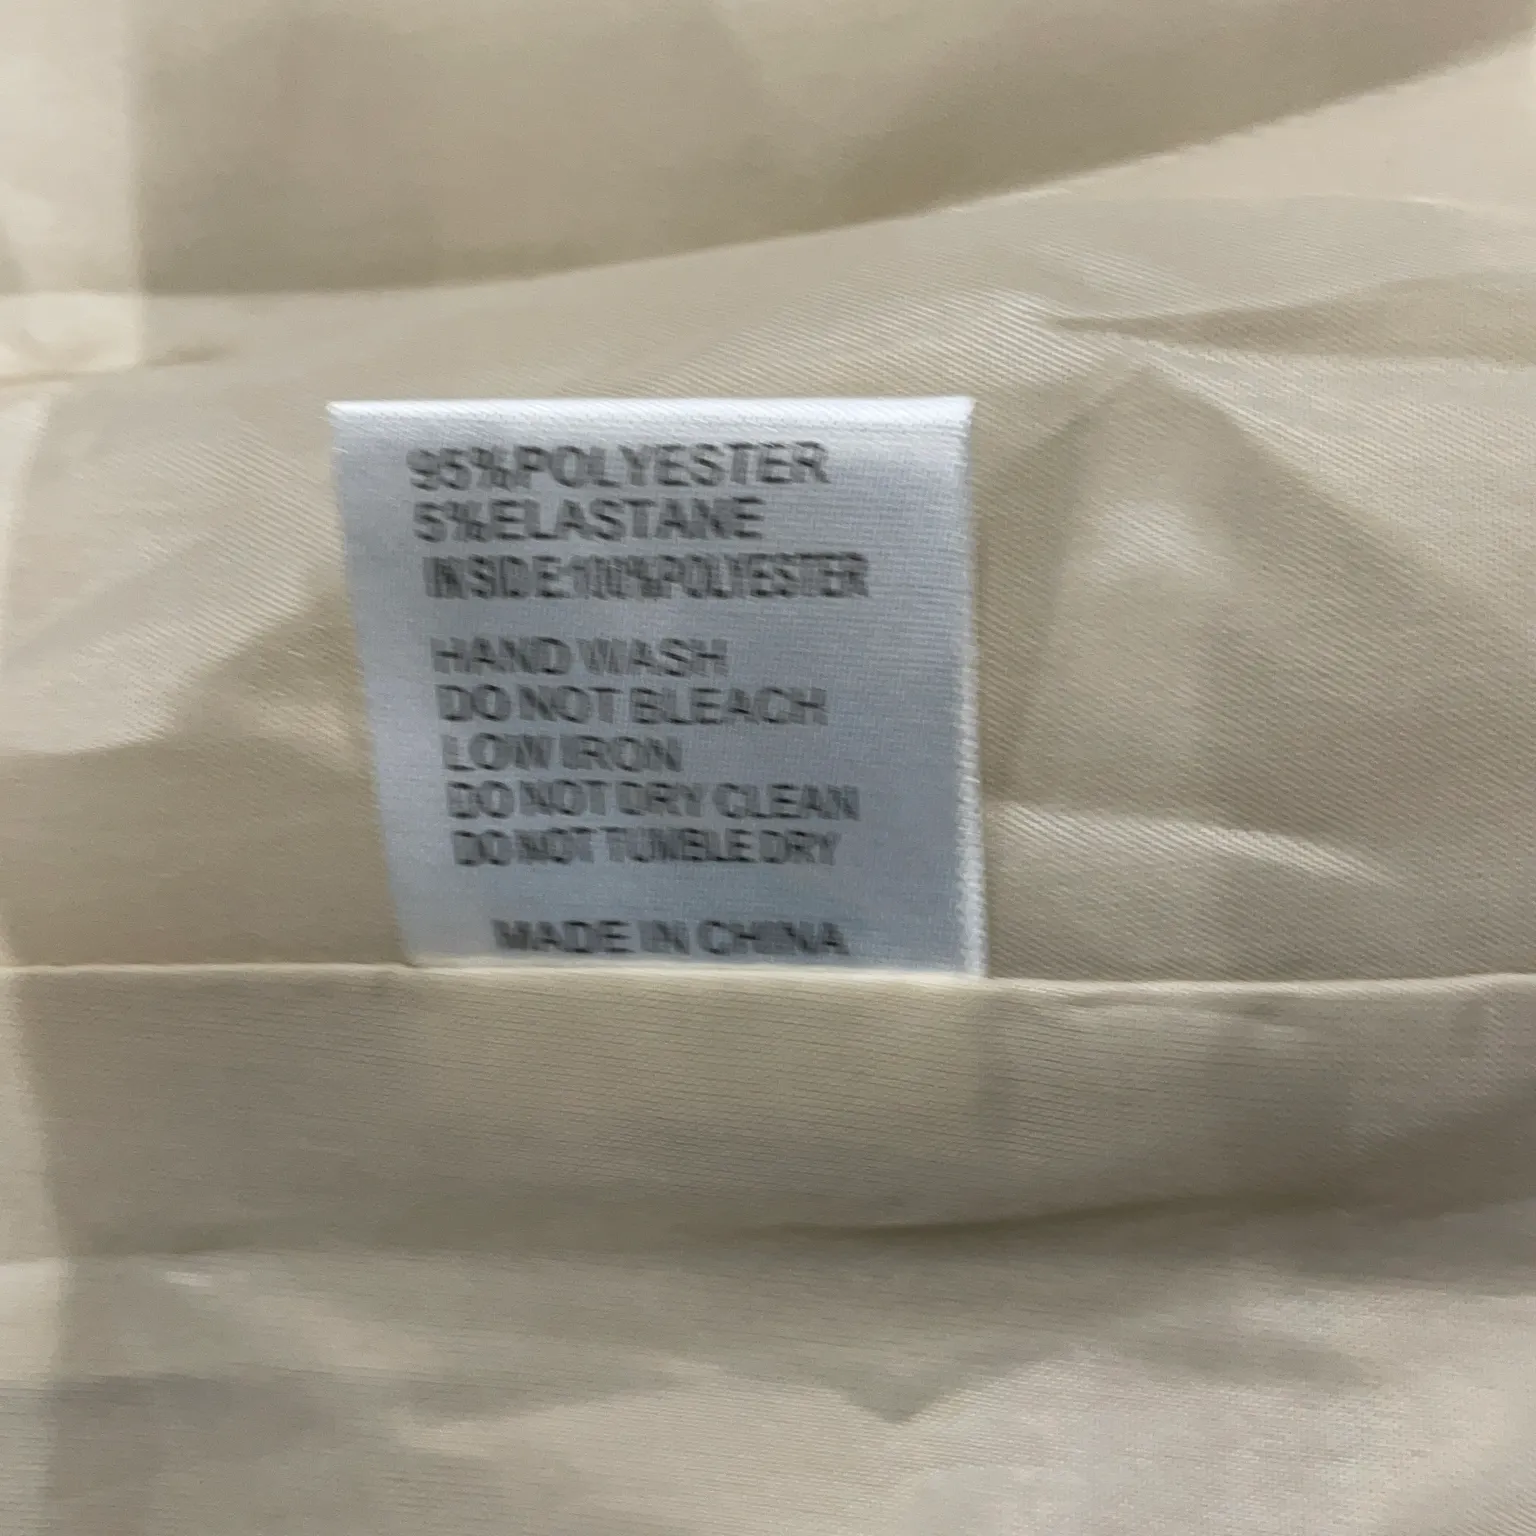 95%POLYESTER
5%ELASTANE
INSIDE:100%POLYESTER
HAND WASH
DO NOT BLEACH
LOW IRON
DO NOT DRY CLEAN
DO NOT TUMBLE DRY
MADE IN CHINA